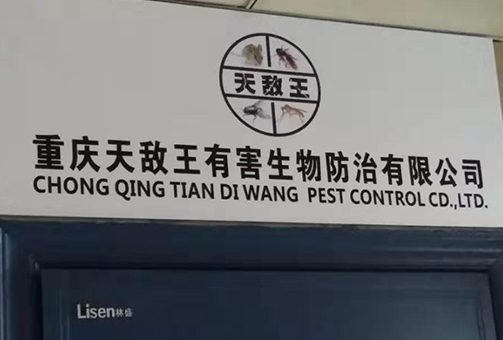 天敌王
重庆天敌王有害生物防治有限公司
CHONG QING TIAN DI WANG PEST CONTROL CD.,LTD.
Lisen林盛